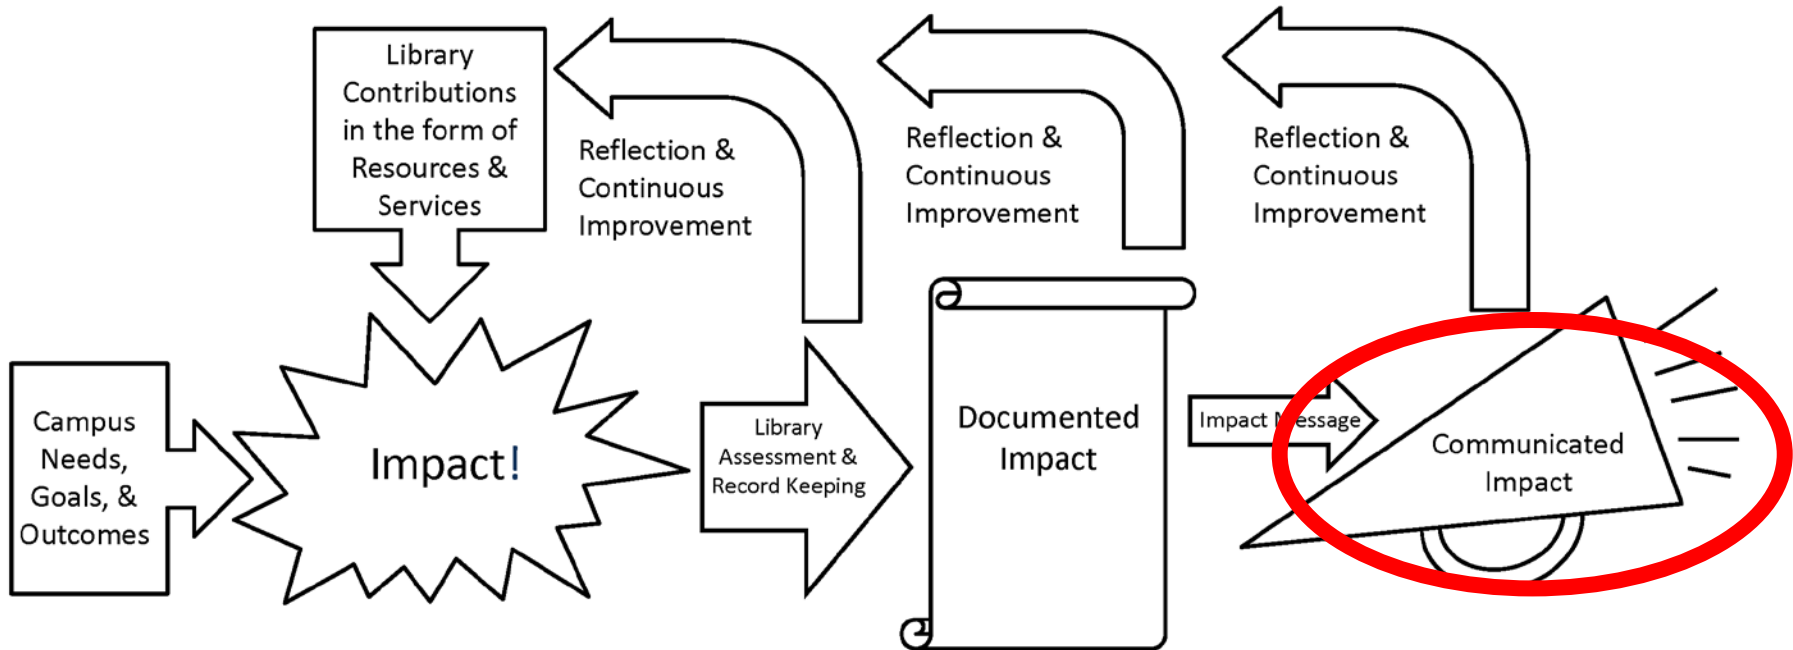 Library
Contributions
in the form of
Resources &
Services
Reflection &
Continuous
Improvement
Reflection &
Continuous
Improvement
Reflection &
Continuous
Improvement
Campus
Needs,
Goals, &
Outcomes
Impact!
Library
Assessment &
Record Keeping
Documented
Impact
Impact Message
Communicated
Impact